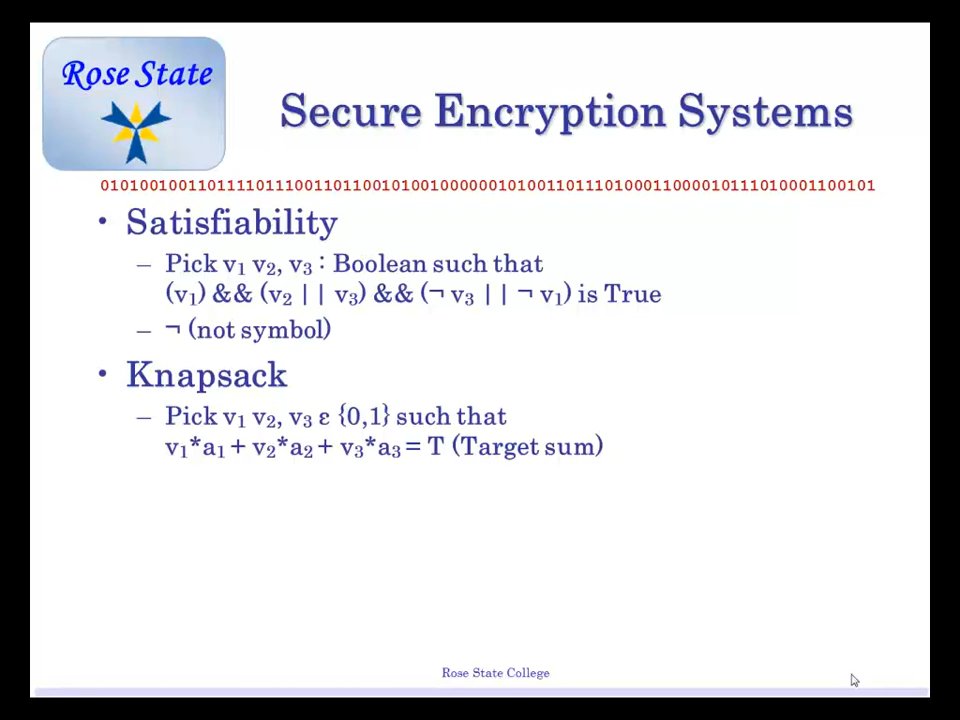 Rose State
Secure Encryption Systems
01010010011011110111001101100101001000000101001101110100011000010111010001100101
• Satisfiability
– Pick v₁ v₂, v₃ : Boolean such that
(v₁) && (v₂ || v₃) && (¬ v₃ || ¬ v₁) is True
– ¬ (not symbol)
• Knapsack
– Pick v₁ v₂, v₃ ε {0,1} such that
v₁*a₁ + v₂*a₂ + v₃*a₃ = T (Target sum)
Rose State College